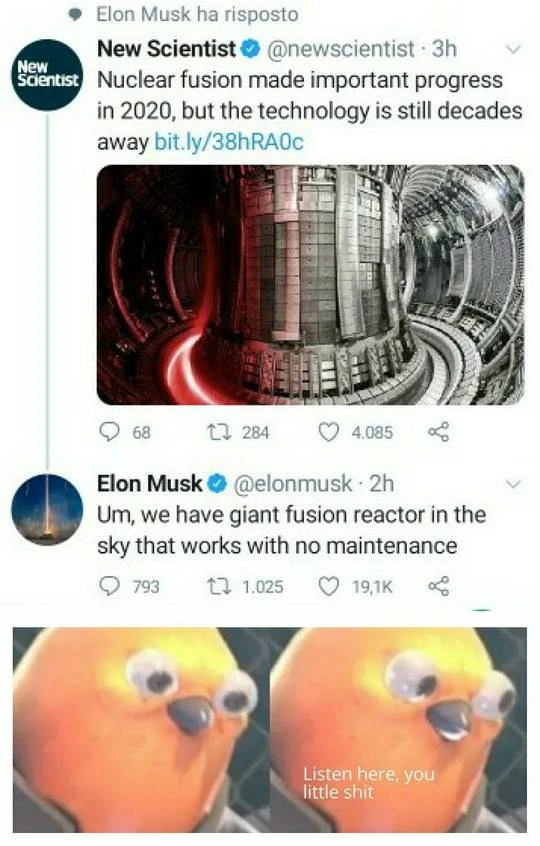 Elon Musk ha risposto
New Scientist @newscientist · 3h
New
Scientist
Nuclear fusion made important progress
in 2020, but the technology is still decades
away bit.ly/38hRA0c
68 284 4.085
Elon Musk @elonmusk · 2h
Um, we have giant fusion reactor in the
sky that works with no maintenance
793 1.025 19,1K
Listen here, you
little shit